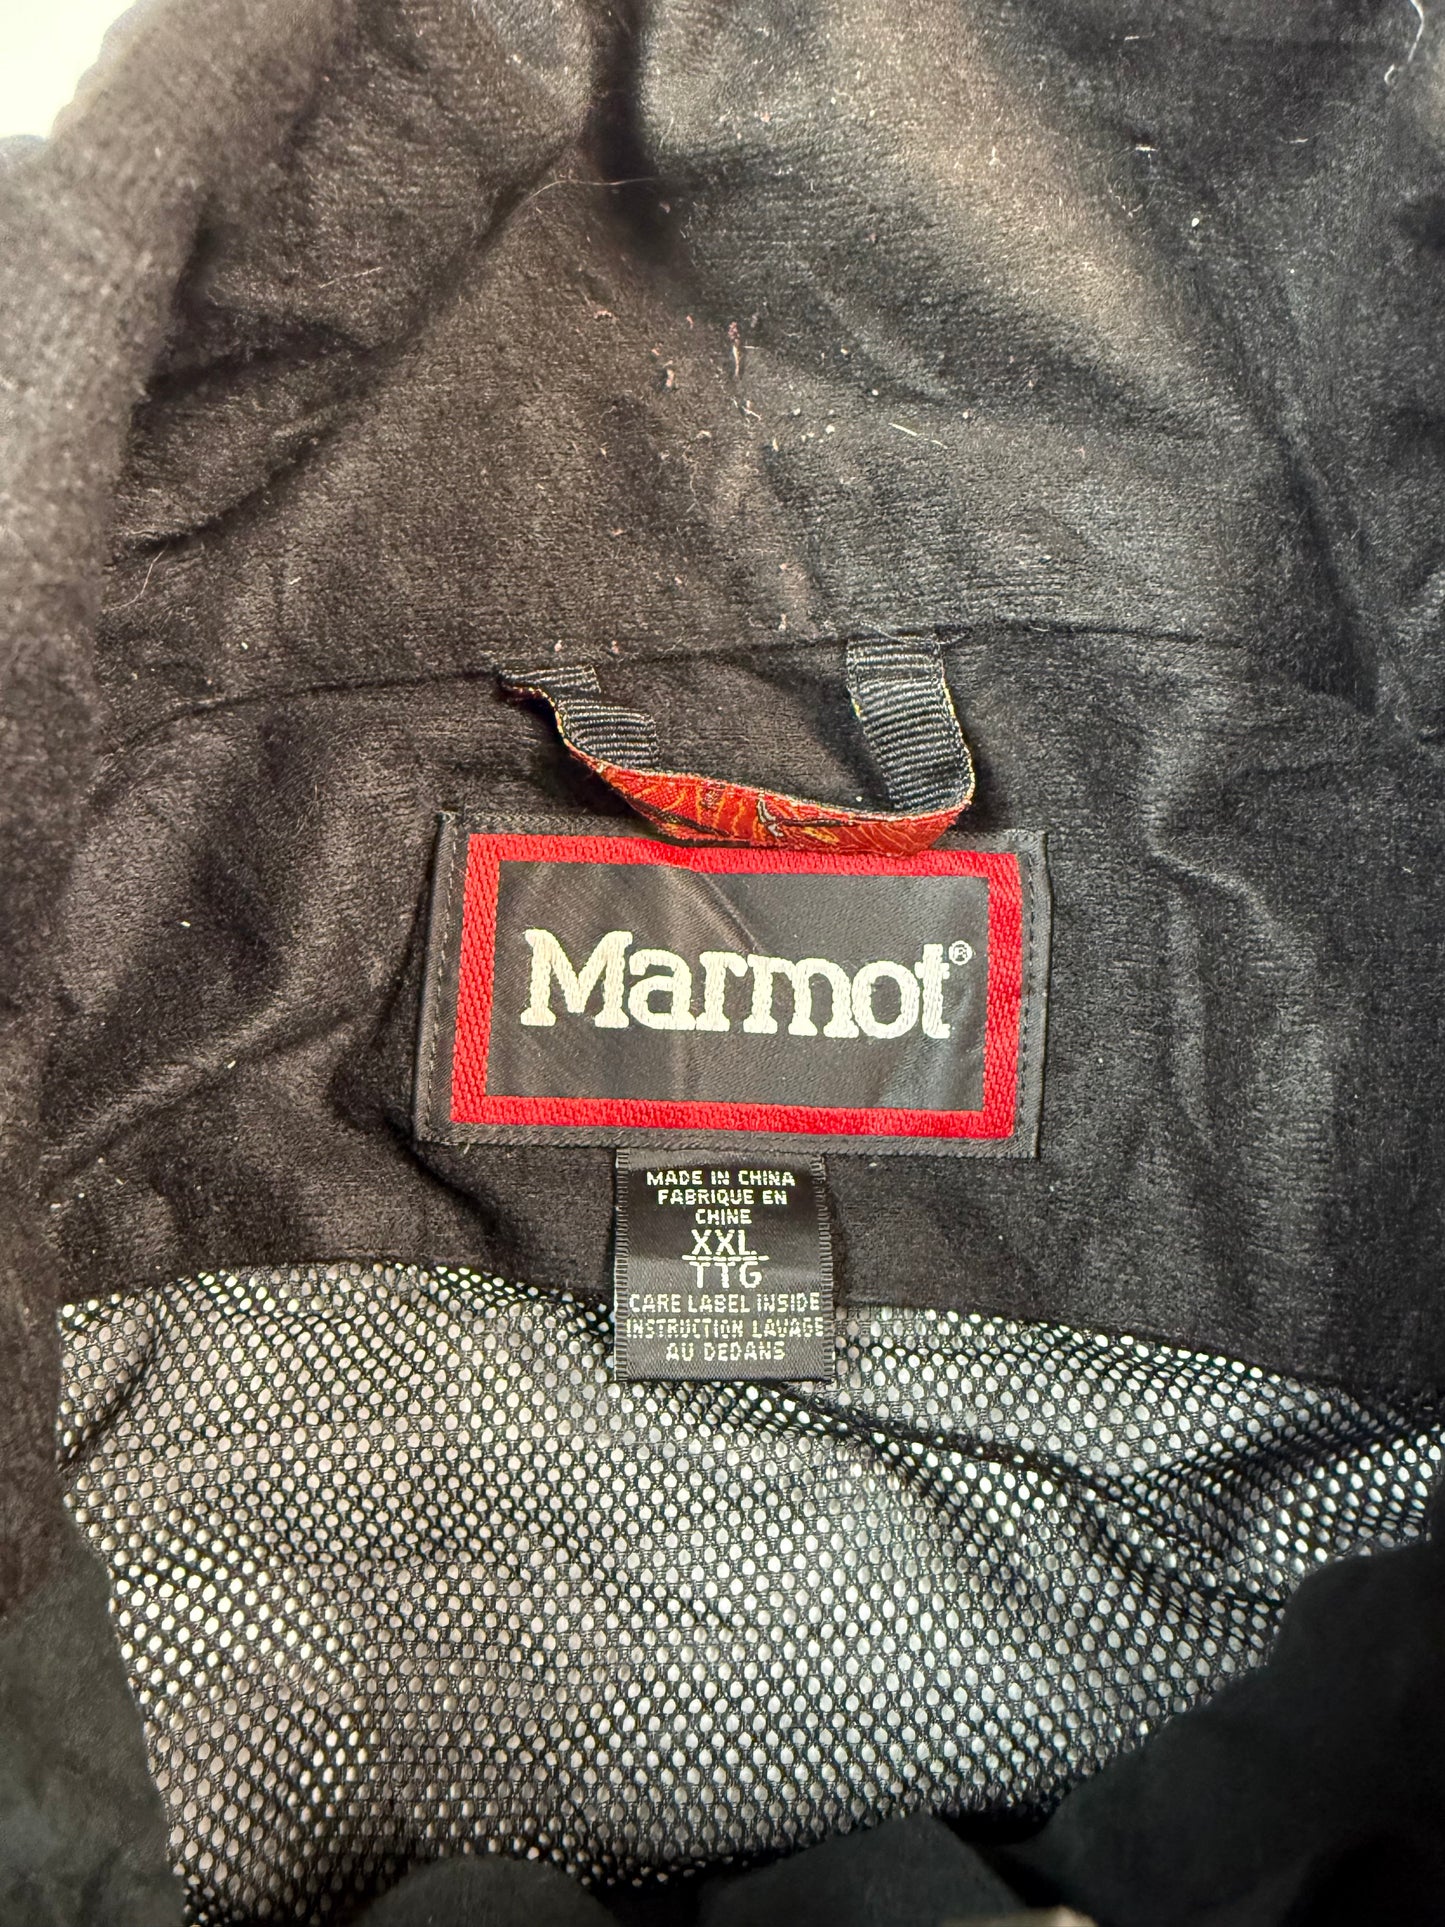 Marmot®
MADE IN CHINA
FABRIQUE EN
CHINE
XXL
TTG
CARE LABEL INSIDE
INSTRUCTION LAVAGE
AU DEDANS